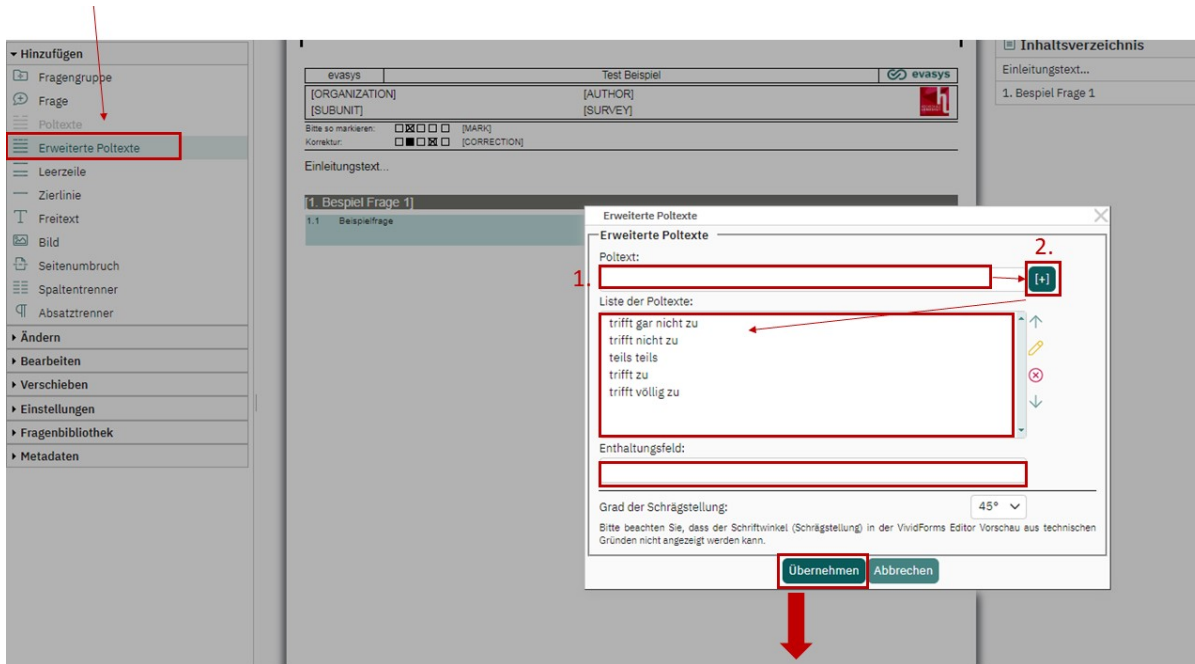 Hinzufügen
Fragengruppe
Frage
Poltexte
Erweiterte Poltexte
Leerzeile
Zierlinie
Freitext
Bild
Seitenumbruch
Spaltentrenner
Absatztrenner
Ändern
Bearbeiten
Verschieben
Einstellungen
Fragenbibliothek
Metadaten
evasys Test Beispiel evasys
[ORGANIZATION] [AUTHOR]
[SUBUNIT] [SURVEY]
Bitte so markieren: [MARK]
Korrektur: [CORRECTION]
Einleitungstext...
[1. Bespiel Frage 1]
1.1 Beispielfrage
Erweiterte Poltexte
Erweiterte Poltexte
Poltext:
1.
2.
[+]
Liste der Poltexte:
trifft gar nicht zu
trifft nicht zu
teils teils
trifft zu
trifft völlig zu
Enthaltungsfeld:
Grad der Schrägstellung: 45°
Bitte beachten Sie, dass der Schriftwinkel (Schrägstellung) in der VividForms Editor Vorschau aus technischen
Gründen nicht angezeigt werden kann.
Übernehmen Abbrechen
Inhaltsverzeichnis
Einleitungstext...
1. Bespiel Frage 1